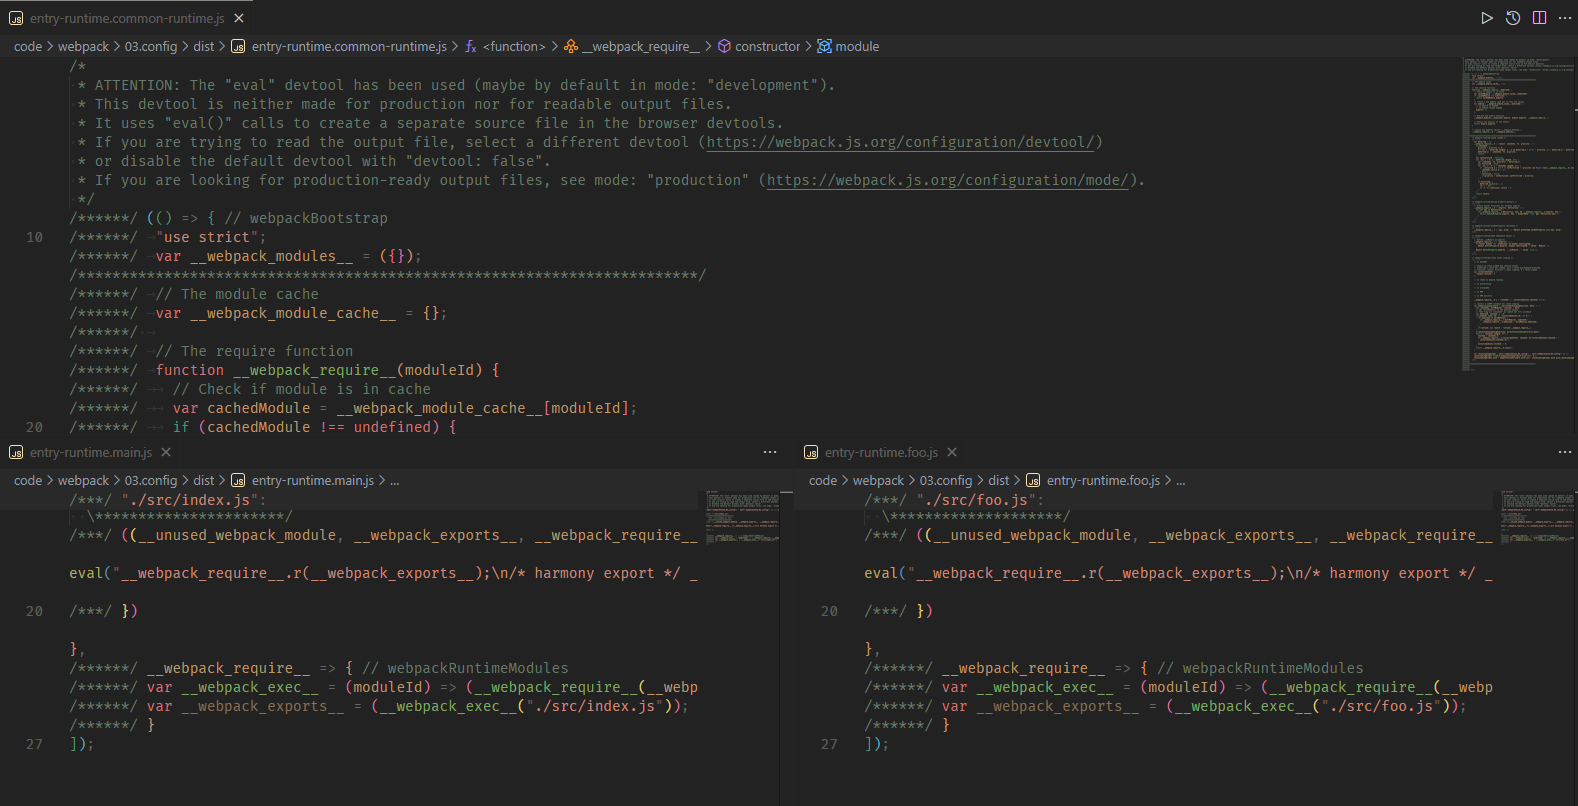 entry-runtime.common-runtime.js
code > webpack > 03.config > dist > entry-runtime.common-runtime.js > <function> > __webpack_require__ > constructor > module
/*
 * ATTENTION: The "eval" devtool has been used (maybe by default in mode: "development").
 * This devtool is neither made for production nor for readable output files.
 * It uses "eval()" calls to create a separate source file in the browser devtools.
 * If you are trying to read the output file, select a different devtool (https://webpack.js.org/configuration/devtool/)
 * or disable the default devtool with "devtool: false".
 * If you are looking for production-ready output files, see mode: "production" (https://webpack.js.org/configuration/mode/).
 */
/******/ (() => { // webpackBootstrap
10 /******/ "use strict";
/******/ var __webpack_modules__ = ({});
/************************************************************************/
/******/ // The module cache
/******/ var __webpack_module_cache__ = {};
/******/
/******/ // The require function
/******/ function __webpack_require__(moduleId) {
/******/ // Check if module is in cache
/******/ var cachedModule = __webpack_module_cache__[moduleId];
20 /******/ if (cachedModule !== undefined) {
JS entry-runtime.main.js
code > webpack > 03.config > dist > JS entry-runtime.main.js > ...
/***/ "./src/index.js":
 \**********************/
/***/ ((__unused_webpack_module, __webpack_exports__, __webpack_require__
eval("__webpack_require__.r(__webpack_exports__);\n/* harmony export */ _
20 /***/ })
},
/******/ __webpack_require__ => { // webpackRuntimeModules
/******/ var __webpack_exec__ = (moduleId) => (__webpack_require__(__webp
/******/ var __webpack_exports__ = (__webpack_exec__("./src/index.js"));
/******/ }
27 ]);
JS entry-runtime.foo.js
code > webpack > 03.config > dist > JS entry-runtime.foo.js > ...
/***/ "./src/foo.js":
 \********************/
/***/ ((__unused_webpack_module, __webpack_exports__, __webpack_require__
eval("__webpack_require__.r(__webpack_exports__);\n/* harmony export */ _
20 /***/ })
},
/******/ __webpack_require__ => { // webpackRuntimeModules
/******/ var __webpack_exec__ = (moduleId) => (__webpack_require__(__webp
/******/ var __webpack_exports__ = (__webpack_exec__("./src/foo.js"));
/******/ }
27 ]);